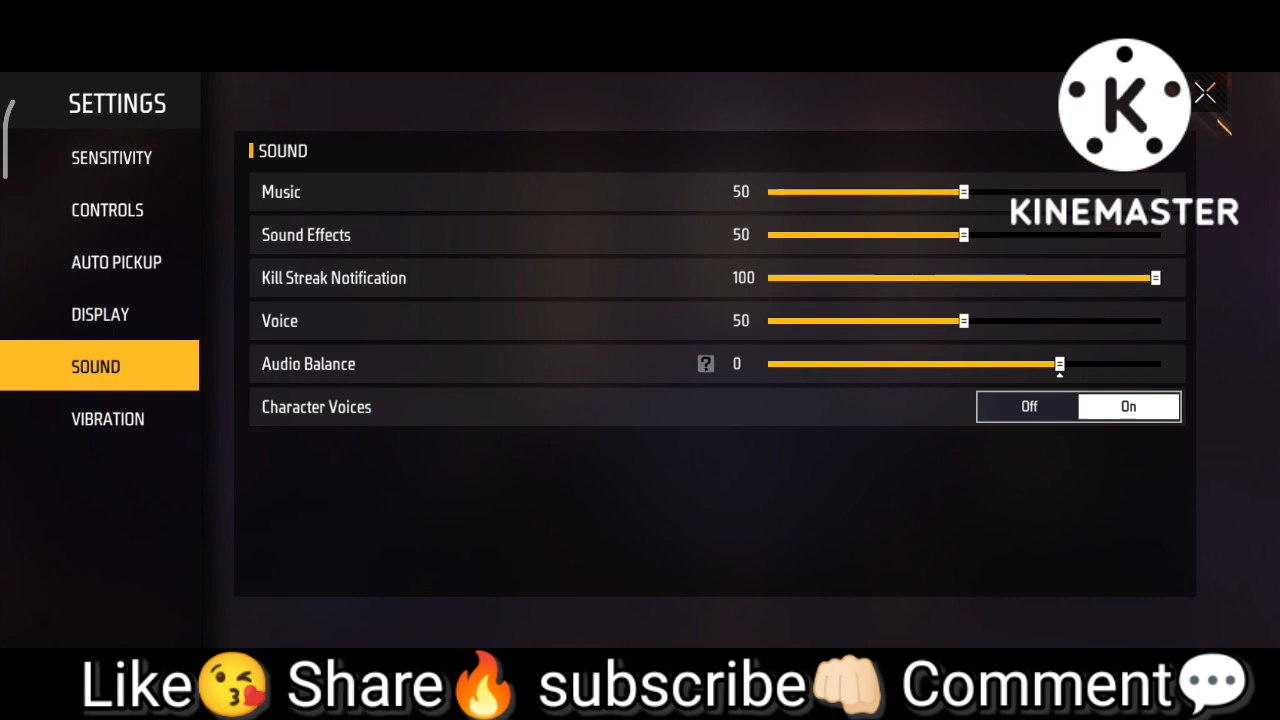 SETTINGS
SENSITIVITY
CONTROLS
AUTO PICKUP
DISPLAY
SOUND
VIBRATION
SOUND
Music 50
Sound Effects 50
Kill Streak Notification 100
Voice 50
Audio Balance ? 0
Character Voices Off On
K
KINEMASTER
Like😘 Share🔥 subscribe👊🏻 Comment💬